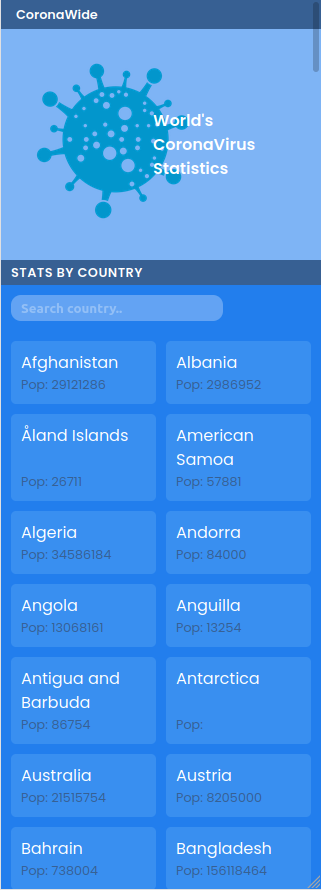 CoronaWide
World's
CoronaVirus
Statistics
STATS BY COUNTRY
Search country..
Afghanistan
Pop: 29121286
Albania
Pop: 2986952
Åland Islands
Pop: 26711
American
Samoa
Pop: 57881
Algeria
Pop: 34586184
Andorra
Pop: 84000
Angola
Pop: 13068161
Anguilla
Pop: 13254
Antigua and
Barbuda
Pop: 86754
Antarctica
Pop:
Australia
Pop: 21515754
Austria
Pop: 8205000
Bahrain
Pop: 738004
Bangladesh
Pop: 156118464